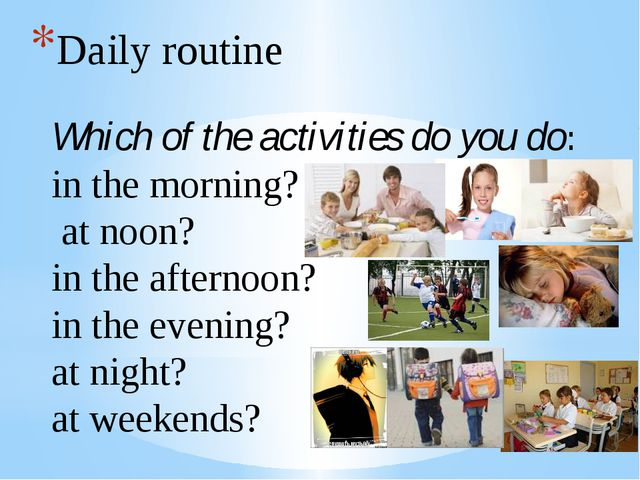 *Daily routine
Which of the activities do you do:
in the morning?
at noon?
in the afternoon?
in the evening?
at night?
at weekends?